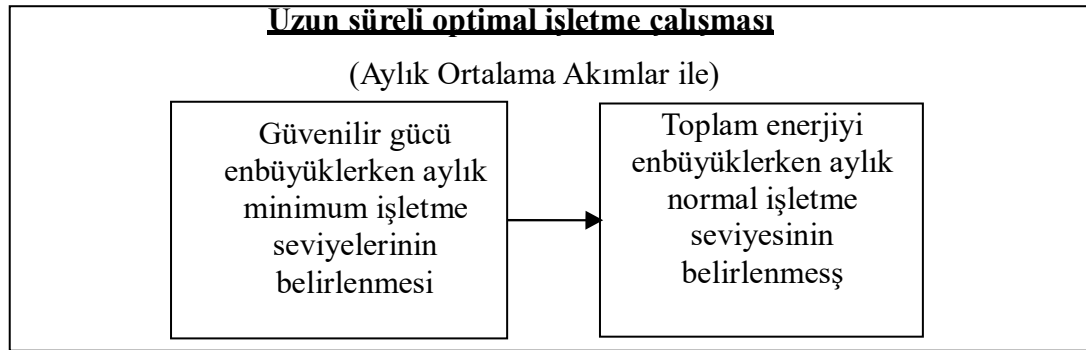 Uzun süreli optimal işletme çalışması
(Aylık Ortalama Akımlar ile)
Güvenilir gücü
enbüyüklerken aylık
minimum işletme
seviyelerinin
belirlenmesi
Toplam enerjiyi
enbüyüklerken aylık
normal işletme
seviyesinin
belirlenmesş